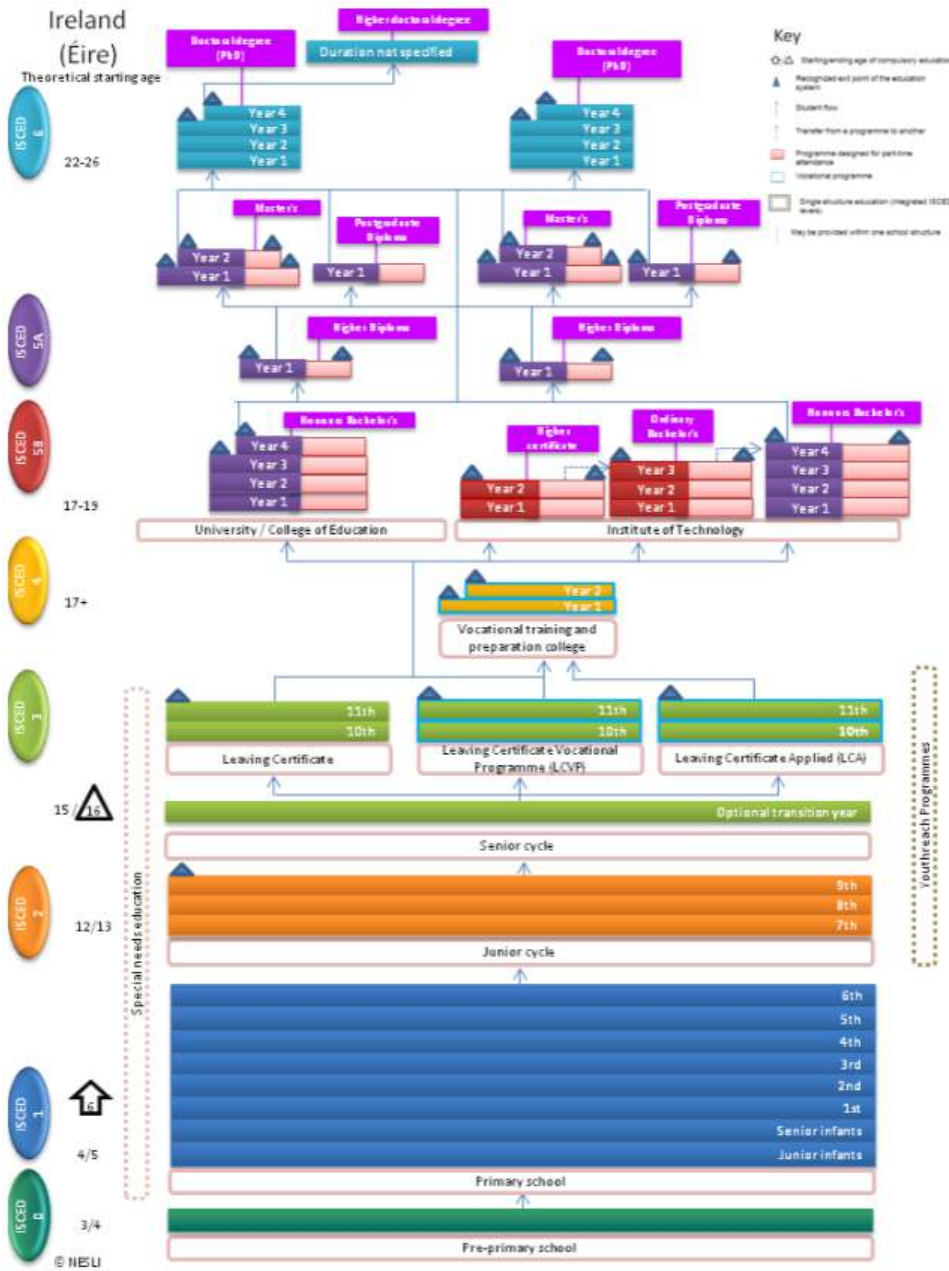 Ireland
(Éire)
Theoretical starting age
Key
Starting/ending age of compulsory education
Recognized exit point of the education
system
Student flow
Transfer from a programme to another
Programme designed for part-time
attendance
Vocational programme
Single structure education (integrated ISCED
levels)
May be provided within one school structure
Higher doctoral degree
Duration not specified
Doctoral degree
(PhD)
Doctoral degree
(PhD)
ISCED
6
22-26
Year 4
Year 3
Year 2
Year 1
Year 4
Year 3
Year 2
Year 1
Master's
Postgraduate
Diploma
Master's
Postgraduate
Diploma
Year 2
Year 1
Year 1
Year 2
Year 1
Year 1
ISCED
5A
Higher Diploma
Higher Diploma
Year 1
Year 1
ISCED
5B
17-19
Honours Bachelor's
Higher
certificate
Ordinary
Bachelor's
Honours Bachelor's
Year 4
Year 3
Year 2
Year 1
Year 2
Year 1
Year 3
Year 2
Year 1
Year 4
Year 3
Year 2
Year 1
University / College of Education
Institute of Technology
ISCED
4
17+
Year 2
Year 1
Vocational training and
preparation college
ISCED
3
11th
10th
Leaving Certificate
11th
10th
Leaving Certificate Vocational
Programme (LCVP)
11th
10th
Leaving Certificate Applied (LCA)
15 / 16
Optional transition year
Senior cycle
ISCED
2
12/13
9th
8th
7th
Junior cycle
Special needs education
Youthreach Programmes
6th
5th
4th
3rd
2nd
1st
Senior infants
Junior infants
Primary school
ISCED
1
6
4/5
ISCED
0
3/4
Pre-primary school
© NESLI